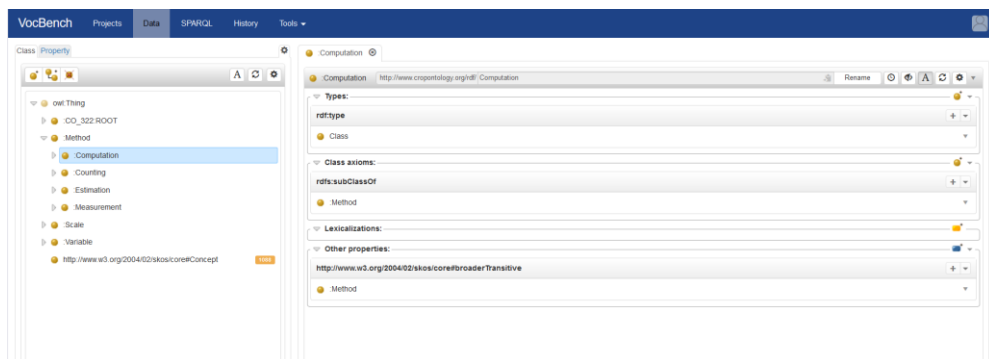 VocBench Projects Data SPARQL History Tools
Class Property
:Computation
A
:Computation http://www.cropontology.org/rdf/ Computation Rename A
owl:Thing
:CO_322:ROOT
:Method
:Computation
:Counting
:Estimation
:Measurement
:Scale
:Variable
http://www.w3.org/2004/02/skos/core#Concept
Types:
rdf:type
Class
Class axioms:
rdfs:subClassOf
:Method
Lexicalizations:
Other properties:
http://www.w3.org/2004/02/skos/core#broaderTransitive
:Method